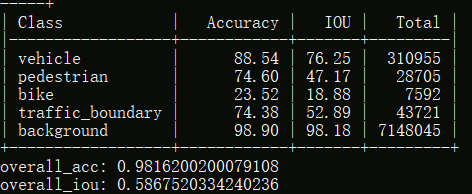 -----+
| Class | Accuracy | IOU | Total |
|------------------+----------+-------+---------|
| vehicle | 88.54 | 76.25 | 310955 |
| pedestrian | 74.60 | 47.17 | 28705 |
| bike | 23.52 | 18.88 | 7592 |
| traffic_boundary | 74.38 | 52.89 | 43721 |
| background | 98.90 | 98.18 | 7148045 |
+------------------+----------+-------+---------+
overall_acc: 0.9816200200079108
overall_iou: 0.5867520334240236